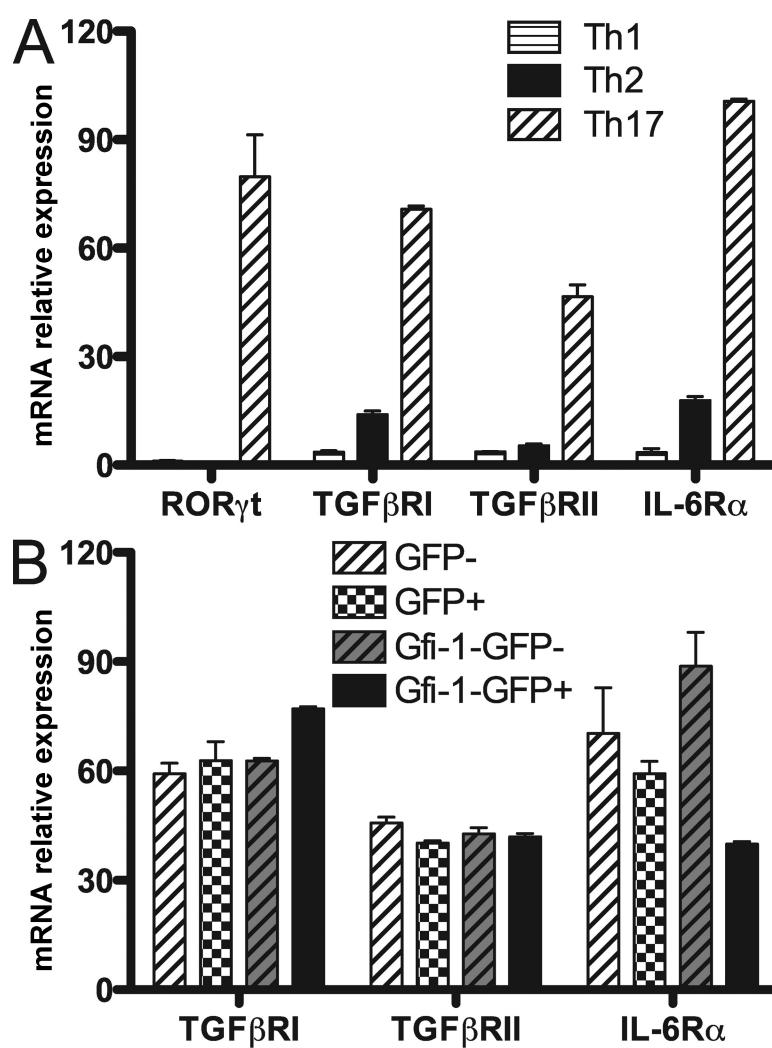 A
120
90
60
30
0
mRNA relative expression
Th1
Th2
Th17
RORγt TGFβRI TGFβRII IL-6Rα
B
120
90
60
30
0
mRNA relative expression
GFP-
GFP+
Gfi-1-GFP-
Gfi-1-GFP+
TGFβRI TGFβRII IL-6Rα